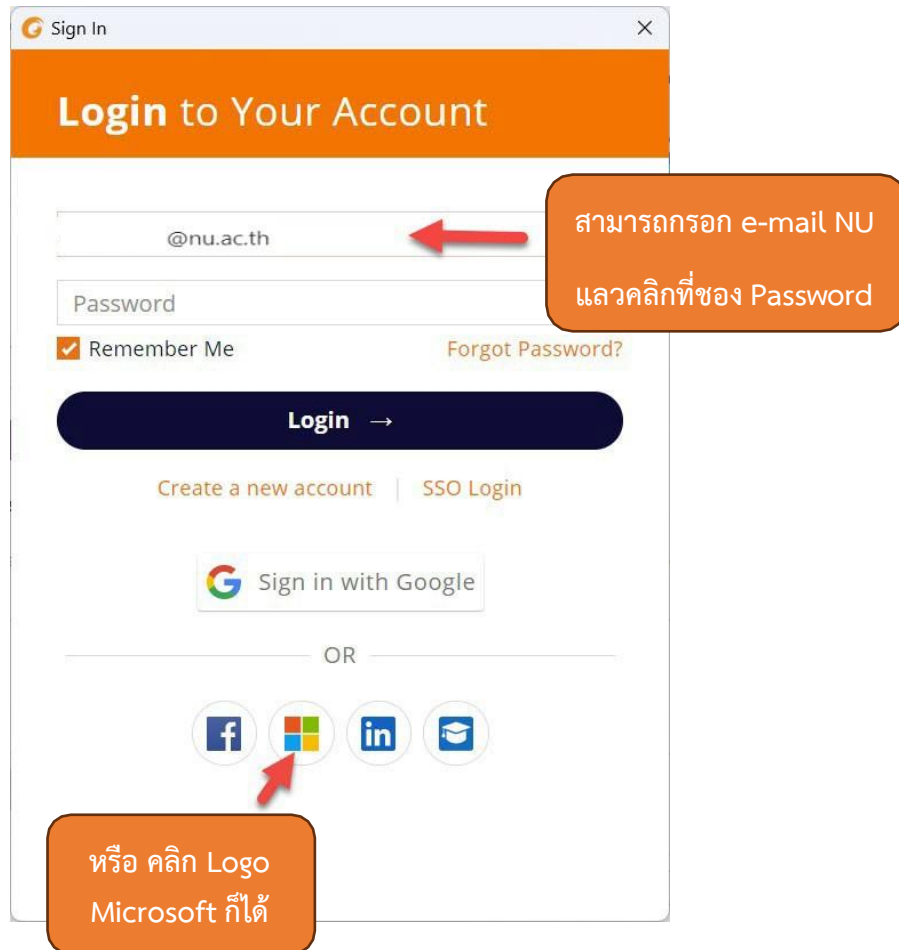 Sign In
Login to Your Account
@nu.ac.th
สามารถกรอก e-mail NU
แลวคลิกที่ชอง Password
Password
Remember Me
Forgot Password?
Login →
Create a new account | SSO Login
Sign in with Google
OR
หรือ คลิก Logo
Microsoft ก็ได้